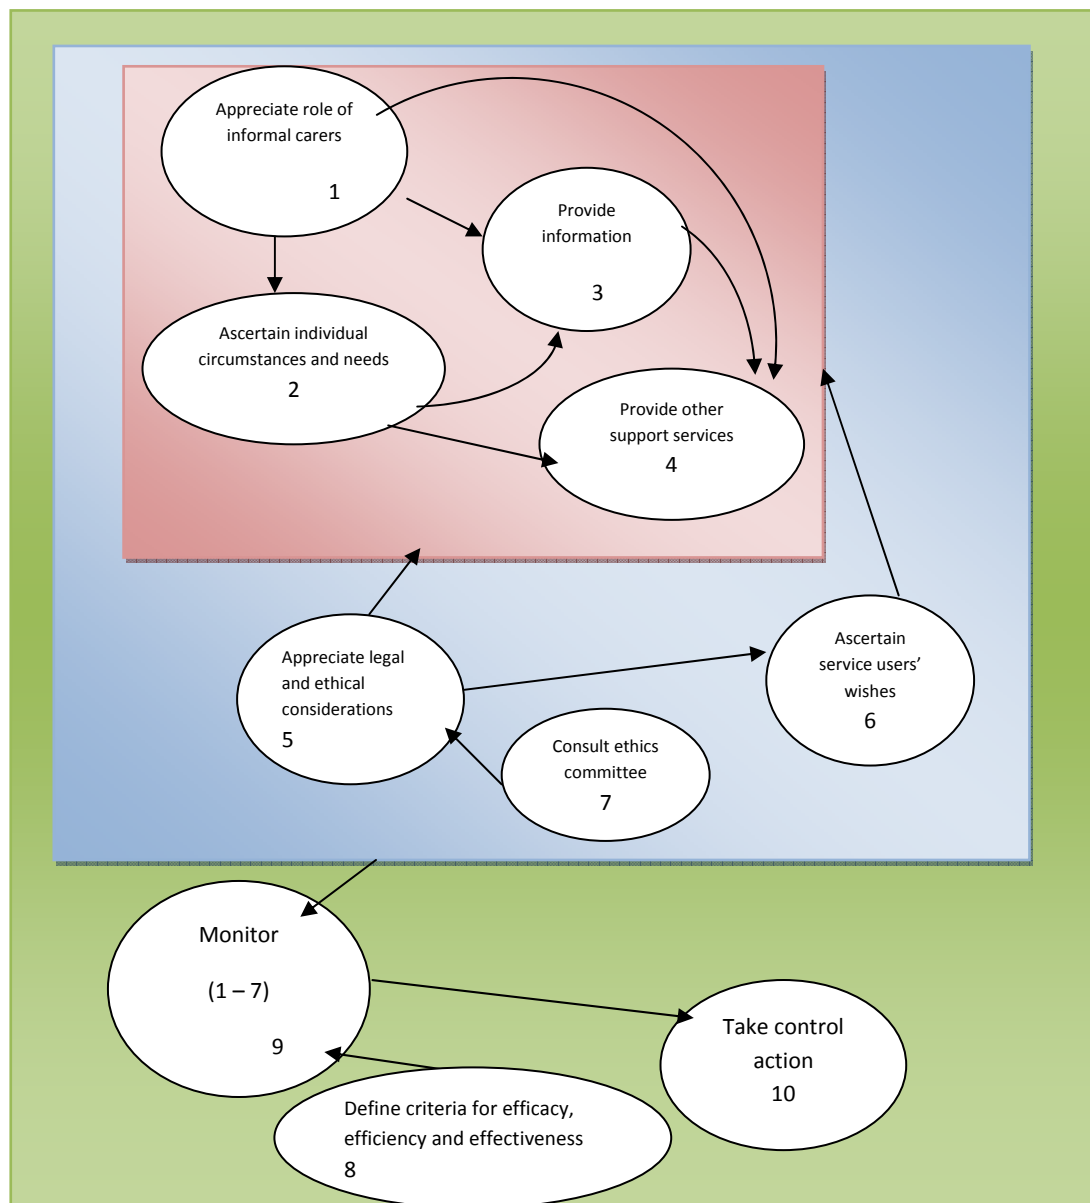 Appreciate role of
informal carers
1
Provide
information
3
Ascertain individual
circumstances and needs
2
Provide other
support services
4
Appreciate legal
and ethical
considerations
5
Ascertain
service users’
wishes
6
Consult ethics
committee
7
Monitor
(1 – 7)
9
Take control
action
10
Define criteria for efficacy,
efficiency and effectiveness
8